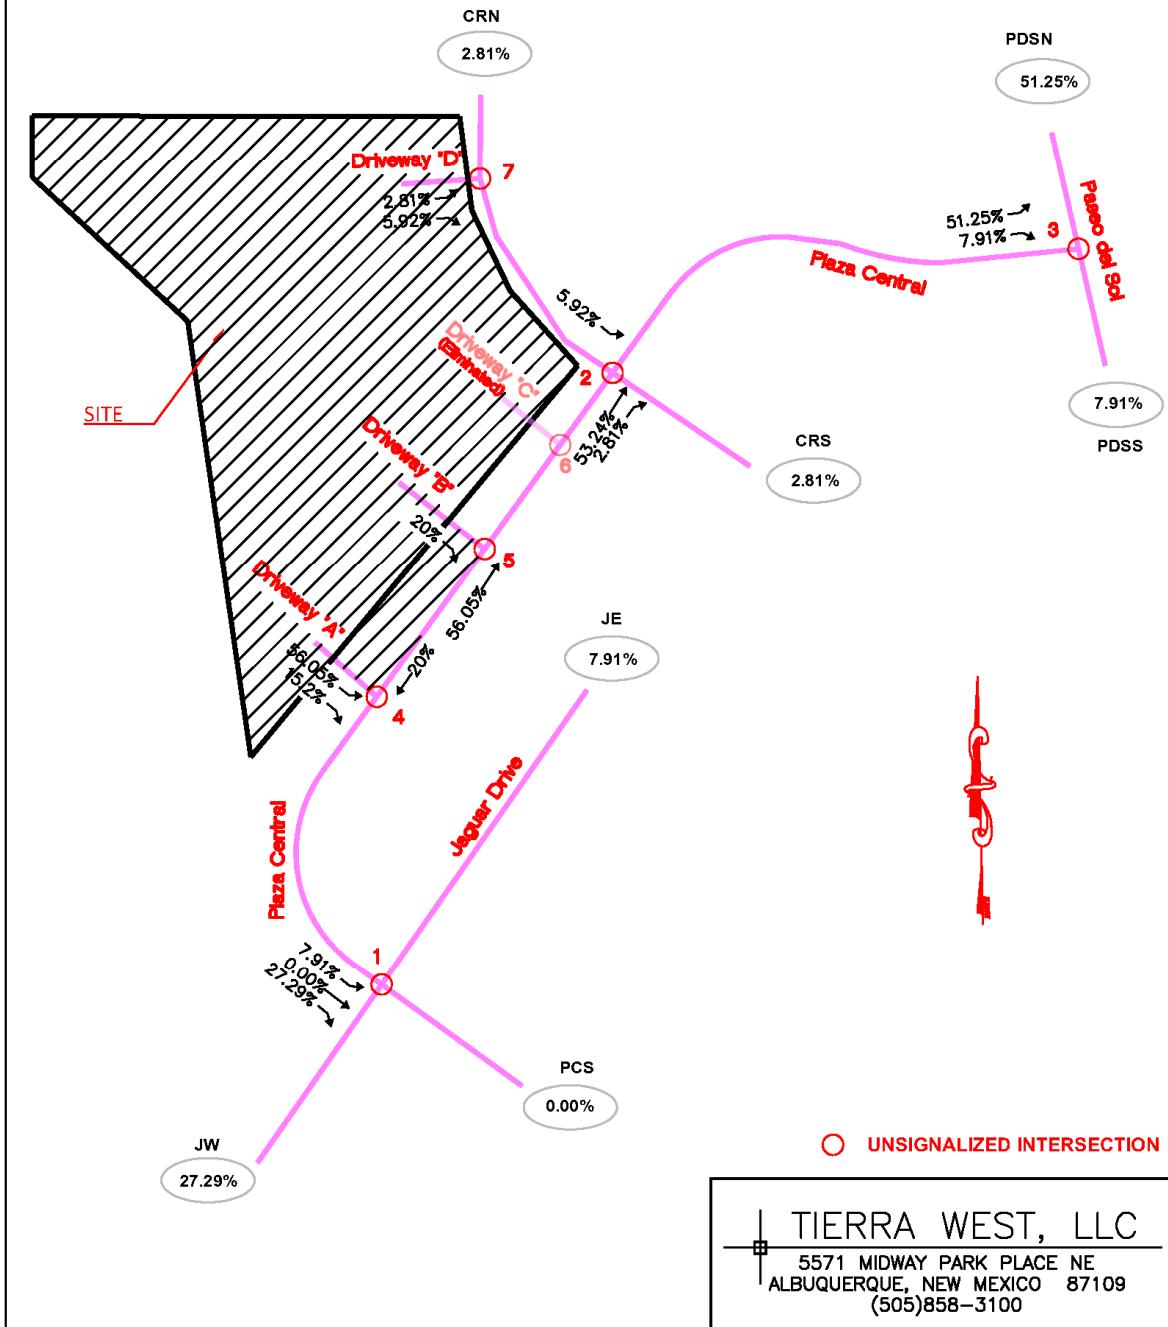 CRN
2.81%
PDSN
51.25%
Driveway "D"
7
2.81%
5.92%
Paseo del Sol
51.25%
7.91%
3
Plaza Central
5.92%
Driveway "C"
(Eliminated)
2
SITE
7.91%
PDSS
53.24%
2.81%
6
CRS
2.81%
Driveway "B"
20%
5
56.05%
20%
Driveway "A"
56.05%
15.2%
4
JE
7.91%
Jaguar Drive
Plaza Central
1
7.91%
0.00%
27.29%
PCS
0.00%
JW
27.29%
UNSIGNALIZED INTERSECTION
TIERRA WEST, LLC
5571 MIDWAY PARK PLACE NE
ALBUQUERQUE, NEW MEXICO 87109
(505)858-3100